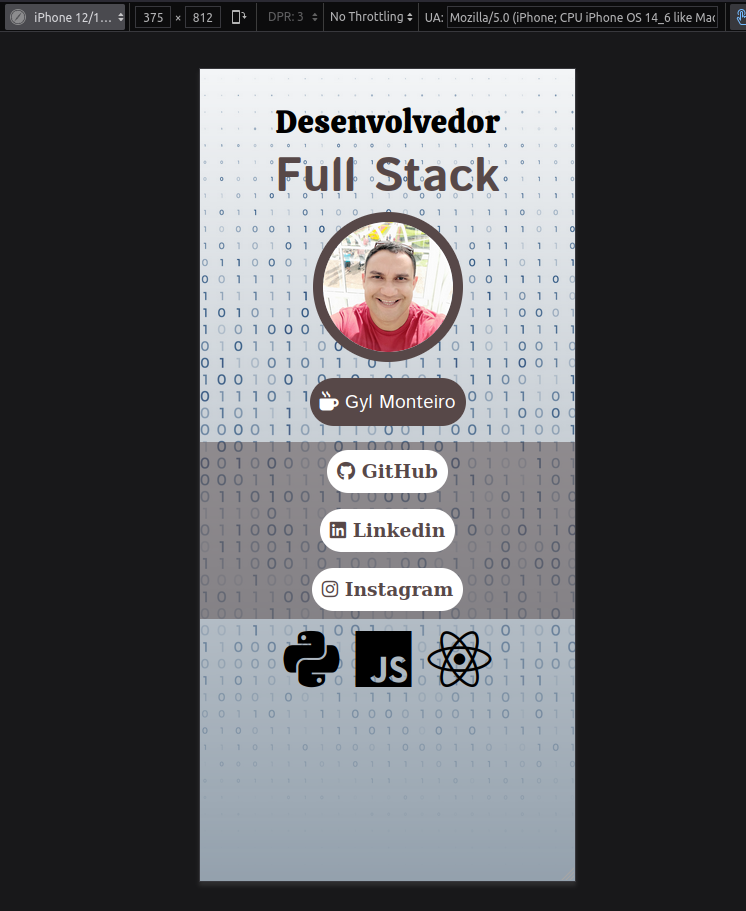 iPhone 12/1... 375 × 812 DPR: 3 No Throttling UA: Mozilla/5.0 (iPhone; CPU iPhone OS 14_6 like Mac
Desenvolvedor
Full Stack
Gyl Monteiro
GitHub
Linkedin
Instagram
JS